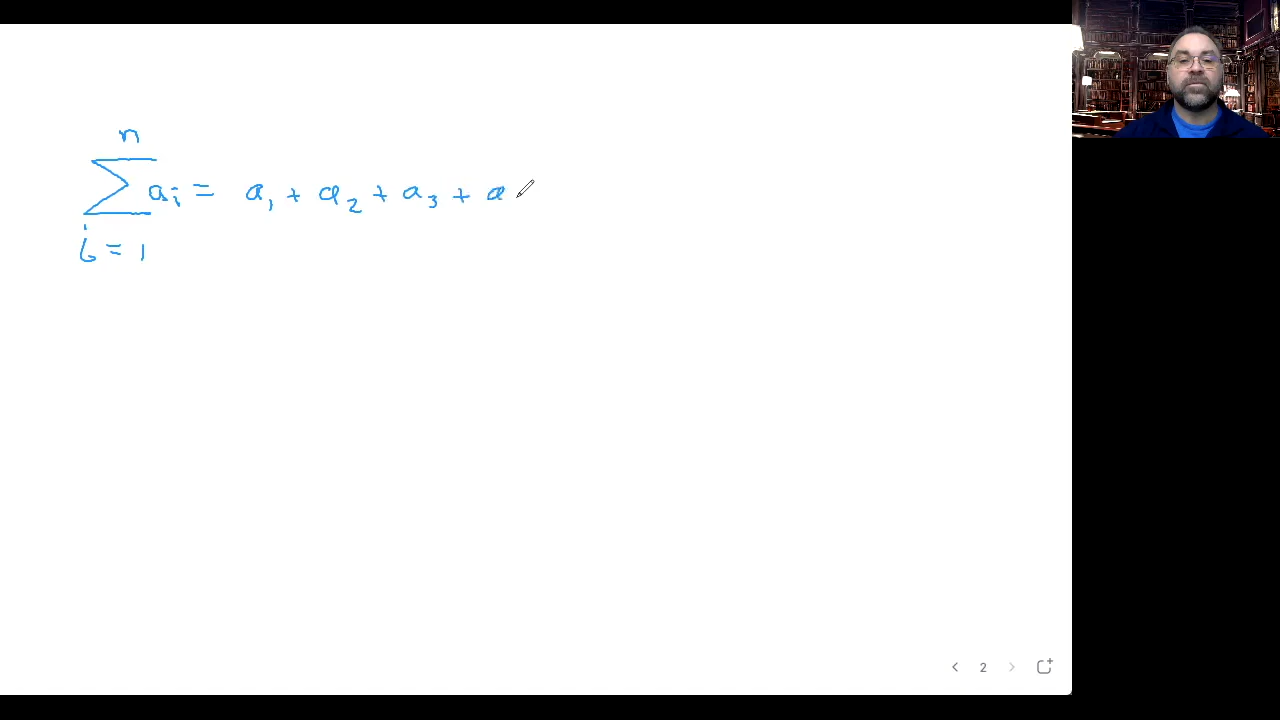 n
∑ aᵢ = a₁ + a₂ + a₃ + a
i = 1
2